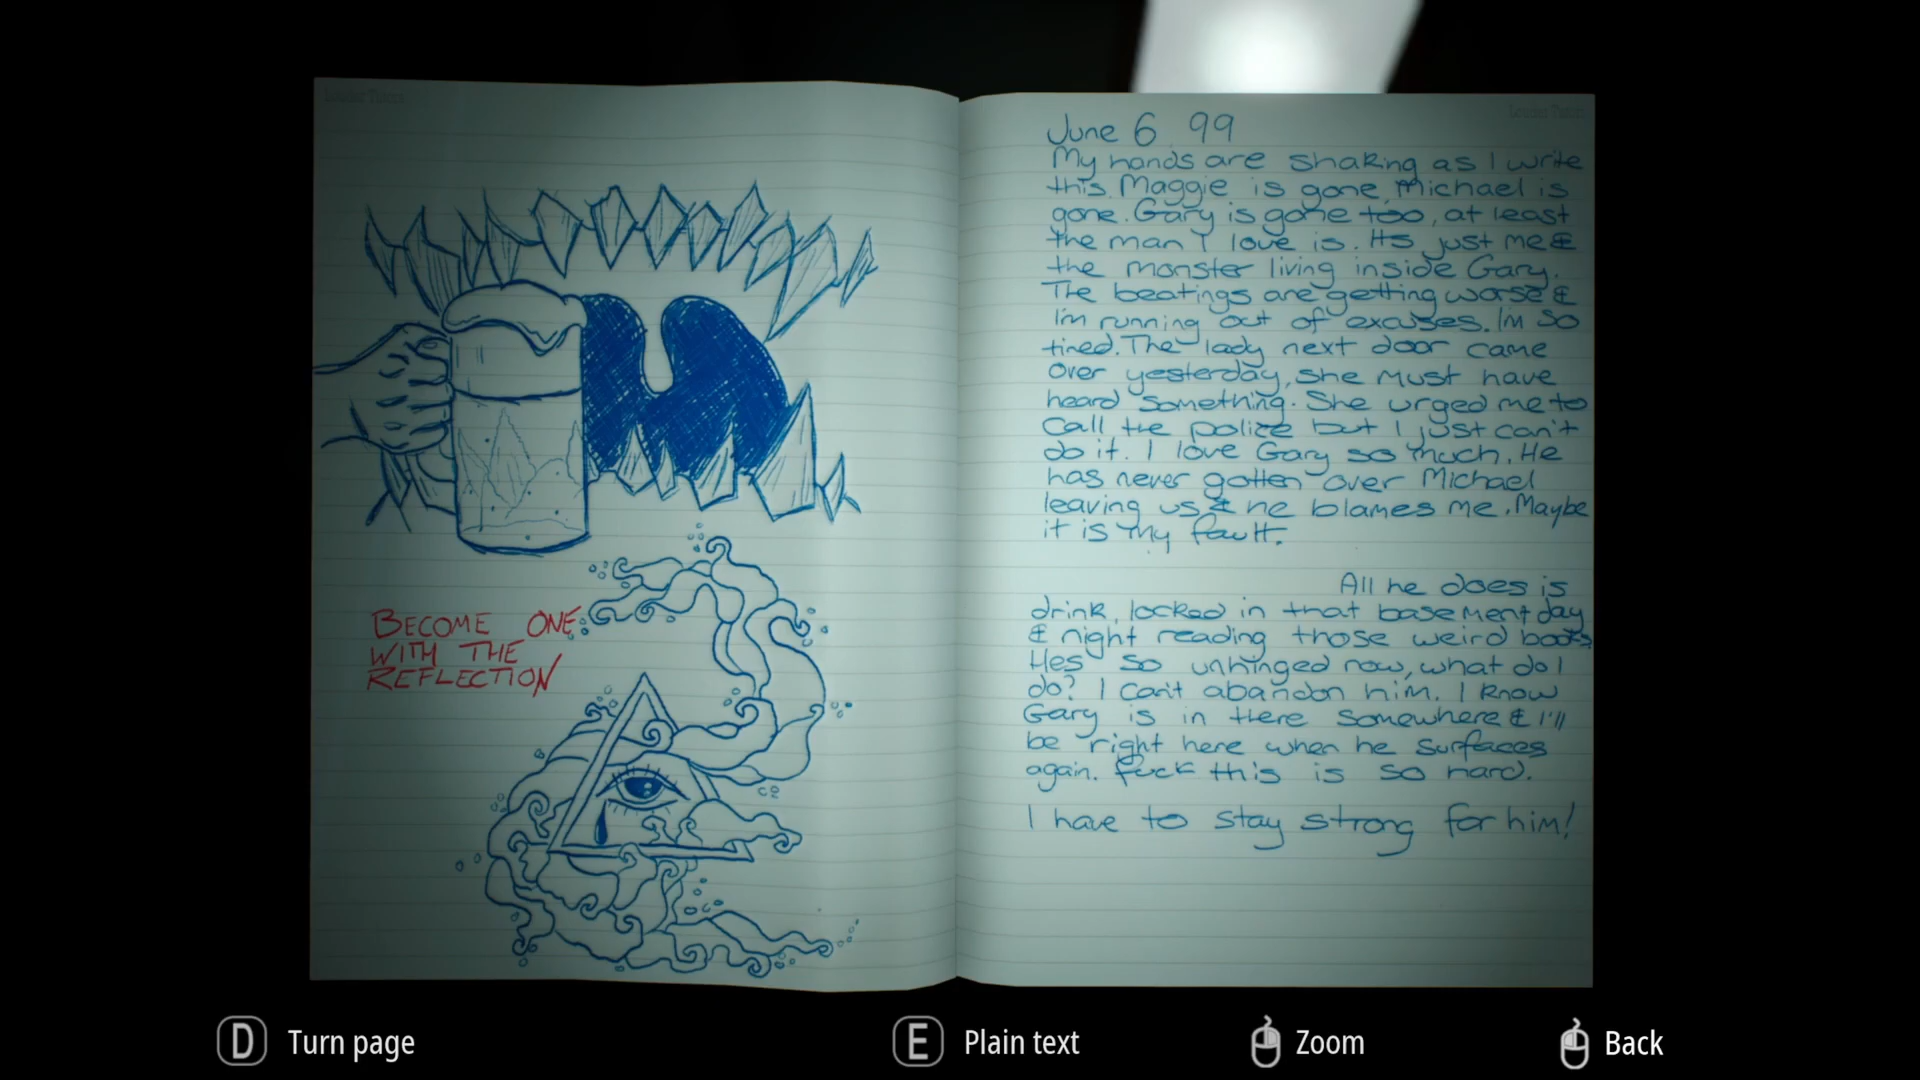 BECOME ONE
WITH THE
REFLECTION
June 6 99
My hands are shaking as I write
this. Maggie is gone, Michael is
gone. Gary is gone too, at least
the man I love is. Its just me &
the monster living inside Gary.
The beatings are getting worse &
I'm running out of excuses. Im so
tired. The lady next door came
over yesterday, she must have
heard something. She urged me to
call the police but I just can't
do it. I love Gary so much. He
has never gotten over Michael
leaving us & he blames me. Maybe
it is my fault.
All he does is
drink, locked in that basement day
& night reading those weird books
Hes so unhinged now, what do I
do? I can't abandon him. I know
Gary is in there somewhere & I'll
be right here when he surfaces
again. fuck this is so hard.
I have to stay strong for him!
D Turn page
E Plain text
Zoom
Back